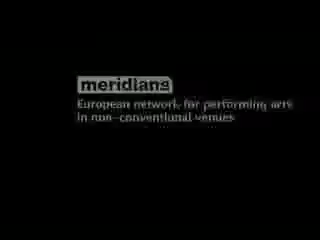 meridians
European network for performing arts
in non-conventional venues